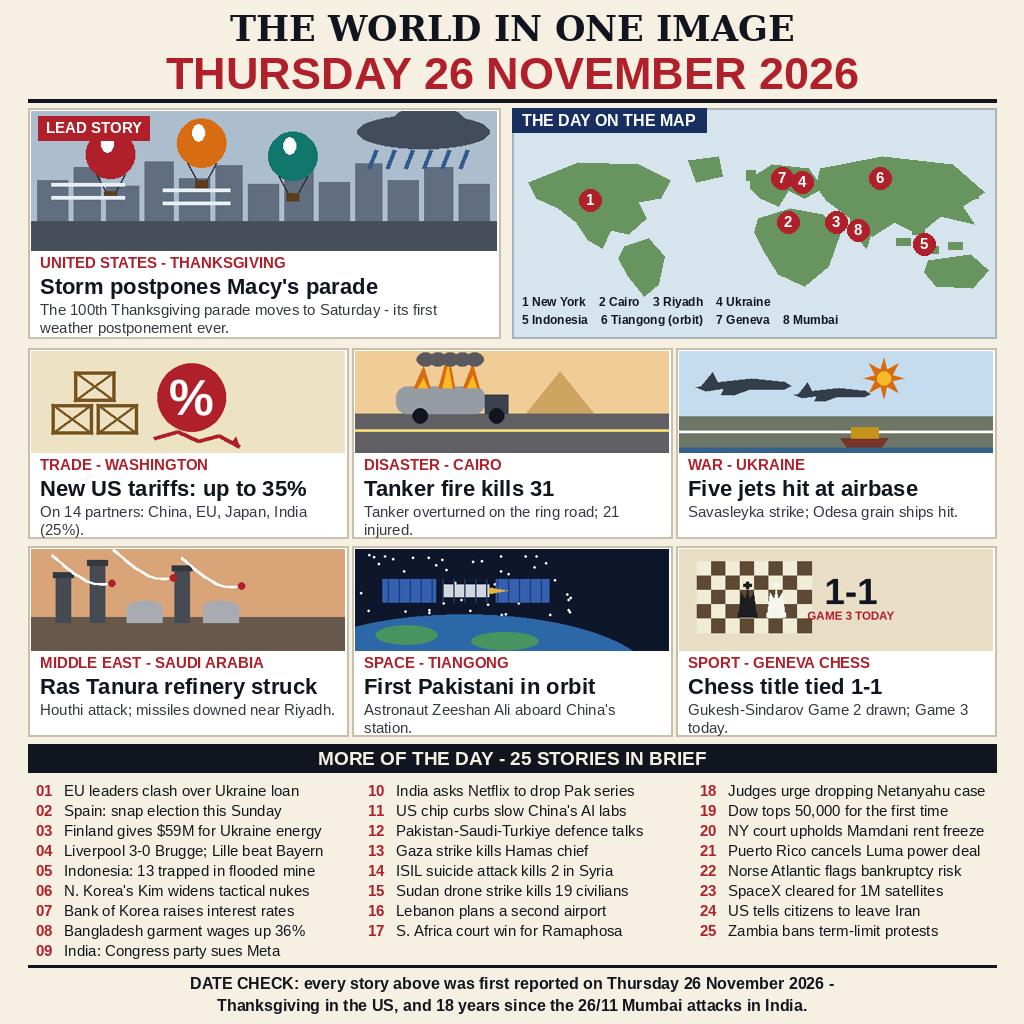 THE WORLD IN ONE IMAGE
THURSDAY 26 NOVEMBER 2026
LEAD STORY
UNITED STATES - THANKSGIVING
Storm postpones Macy's parade
The 100th Thanksgiving parade moves to Saturday - its first
weather postponement ever.
THE DAY ON THE MAP
7 4 6
1
2 3 8
5
1 New York 2 Cairo 3 Riyadh 4 Ukraine
5 Indonesia 6 Tiangong (orbit) 7 Geneva 8 Mumbai
%
TRADE - WASHINGTON
New US tariffs: up to 35%
On 14 partners: China, EU, Japan, India
(25%).
DISASTER - CAIRO
Tanker fire kills 31
Tanker overturned on the ring road; 21
injured.
WAR - UKRAINE
Five jets hit at airbase
Savasleyka strike; Odesa grain ships hit.
MIDDLE EAST - SAUDI ARABIA
Ras Tanura refinery struck
Houthi attack; missiles downed near Riyadh.
SPACE - TIANGONG
First Pakistani in orbit
Astronaut Zeeshan Ali aboard China's
station.
1-1
GAME 3 TODAY
SPORT - GENEVA CHESS
Chess title tied 1-1
Gukesh-Sindarov Game 2 drawn; Game 3
today.
MORE OF THE DAY - 25 STORIES IN BRIEF
01 EU leaders clash over Ukraine loan
02 Spain: snap election this Sunday
03 Finland gives $59M for Ukraine energy
04 Liverpool 3-0 Brugge; Lille beat Bayern
05 Indonesia: 13 trapped in flooded mine
06 N. Korea's Kim widens tactical nukes
07 Bank of Korea raises interest rates
08 Bangladesh garment wages up 36%
09 India: Congress party sues Meta
10 India asks Netflix to drop Pak series
11 US chip curbs slow China's AI labs
12 Pakistan-Saudi-Turkiye defence talks
13 Gaza strike kills Hamas chief
14 ISIL suicide attack kills 2 in Syria
15 Sudan drone strike kills 19 civilians
16 Lebanon plans a second airport
17 S. Africa court win for Ramaphosa
18 Judges urge dropping Netanyahu case
19 Dow tops 50,000 for the first time
20 NY court upholds Mamdani rent freeze
21 Puerto Rico cancels Luma power deal
22 Norse Atlantic flags bankruptcy risk
23 SpaceX cleared for 1M satellites
24 US tells citizens to leave Iran
25 Zambia bans term-limit protests
DATE CHECK: every story above was first reported on Thursday 26 November 2026 -
Thanksgiving in the US, and 18 years since the 26/11 Mumbai attacks in India.